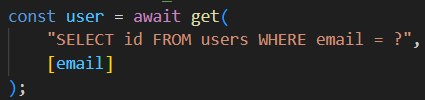 const user = await get(
"SELECT id FROM users WHERE email = ?",
[email]
);